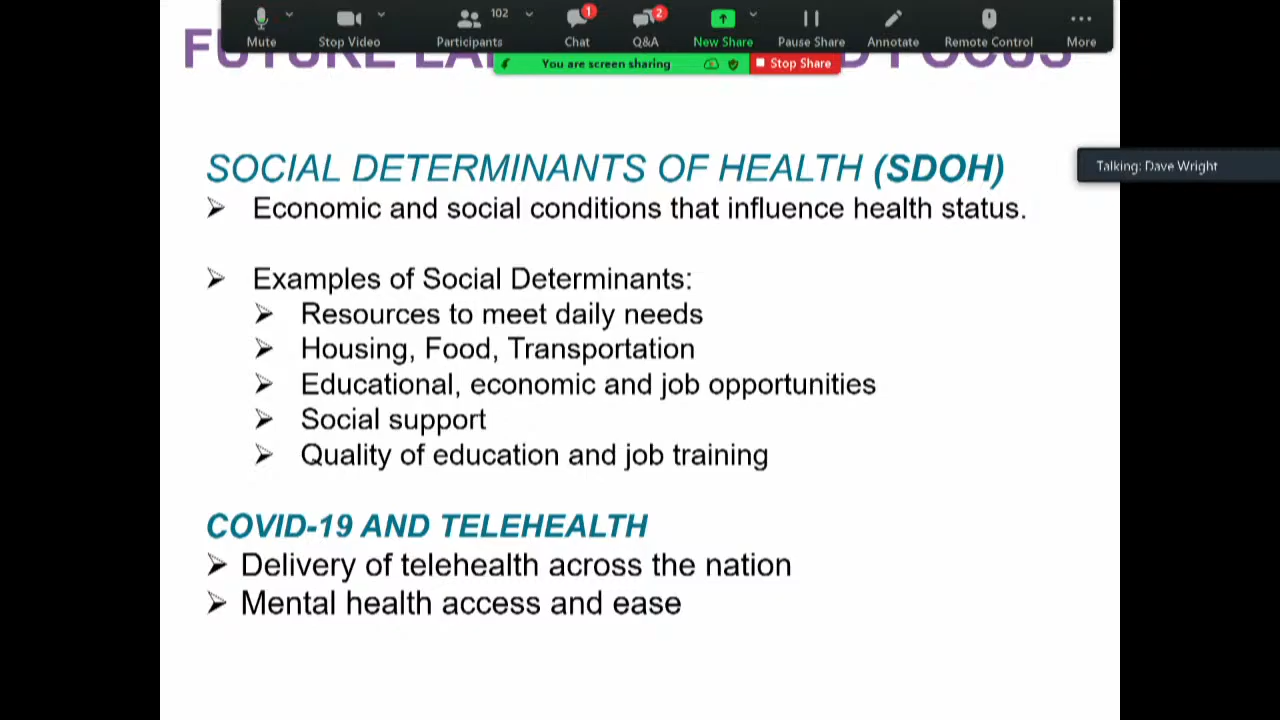 102
1
2
Mute
Stop Video
Participants
Chat
Q&A
New Share
Pause Share
Annotate
Remote Control
More
You are screen sharing
Stop Share
FUTURE
FOCUS
Talking: Dave Wright
SOCIAL DETERMINANTS OF HEALTH (SDOH)
➢ Economic and social conditions that influence health status.
➢ Examples of Social Determinants:
➢ Resources to meet daily needs
➢ Housing, Food, Transportation
➢ Educational, economic and job opportunities
➢ Social support
➢ Quality of education and job training
COVID-19 AND TELEHEALTH
➢ Delivery of telehealth across the nation
➢ Mental health access and ease